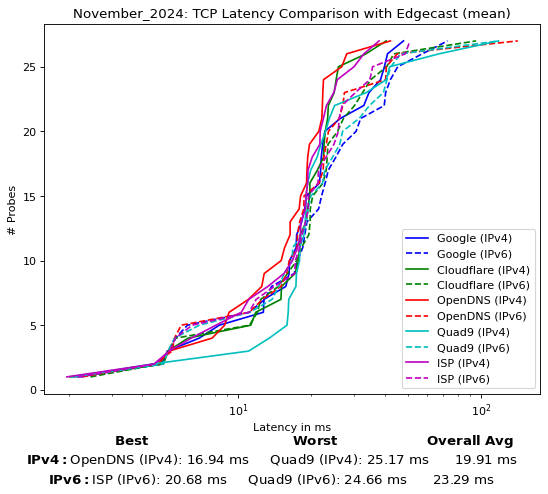 November_2024: TCP Latency Comparison with Edgecast (mean)
# Probes
25
20
15
10
5
0
Google (IPv4)
Google (IPv6)
Cloudflare (IPv4)
Cloudflare (IPv6)
OpenDNS (IPv4)
OpenDNS (IPv6)
Quad9 (IPv4)
Quad9 (IPv6)
ISP (IPv4)
ISP (IPv6)
10¹ 10²
Latency in ms
Best Worst Overall Avg
IPv4: OpenDNS (IPv4): 16.94 ms Quad9 (IPv4): 25.17 ms 19.91 ms
IPv6: ISP (IPv6): 20.68 ms Quad9 (IPv6): 24.66 ms 23.29 ms